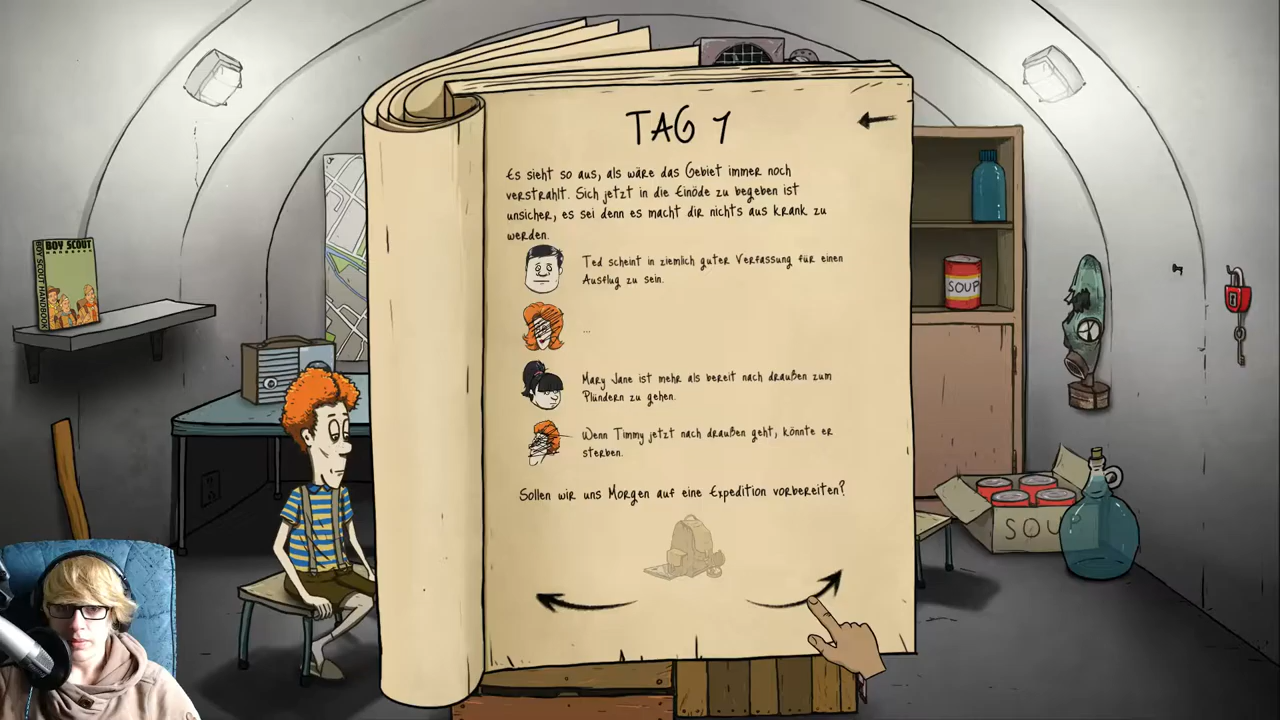 TAG 1
Es sieht so aus, als wäre das Gebiet immer noch
verstrahlt. Sich jetzt in die Einöde zu begeben ist
unsicher, es sei denn es macht dir nichts aus krank zu
werden.
Ted scheint in ziemlich guter Verfassung für einen
Ausflug zu sein.
...
Mary Jane ist mehr als bereit nach draußen zum
Plündern zu gehen.
Wenn Timmy jetzt nach draußen geht, könnte er
sterben.
Sollen wir uns Morgen auf eine Expedition vorbereiten?
BOY SCOUT
HANDBOOK
BOY SCOUT HANDBOOK
SOUP
SOU